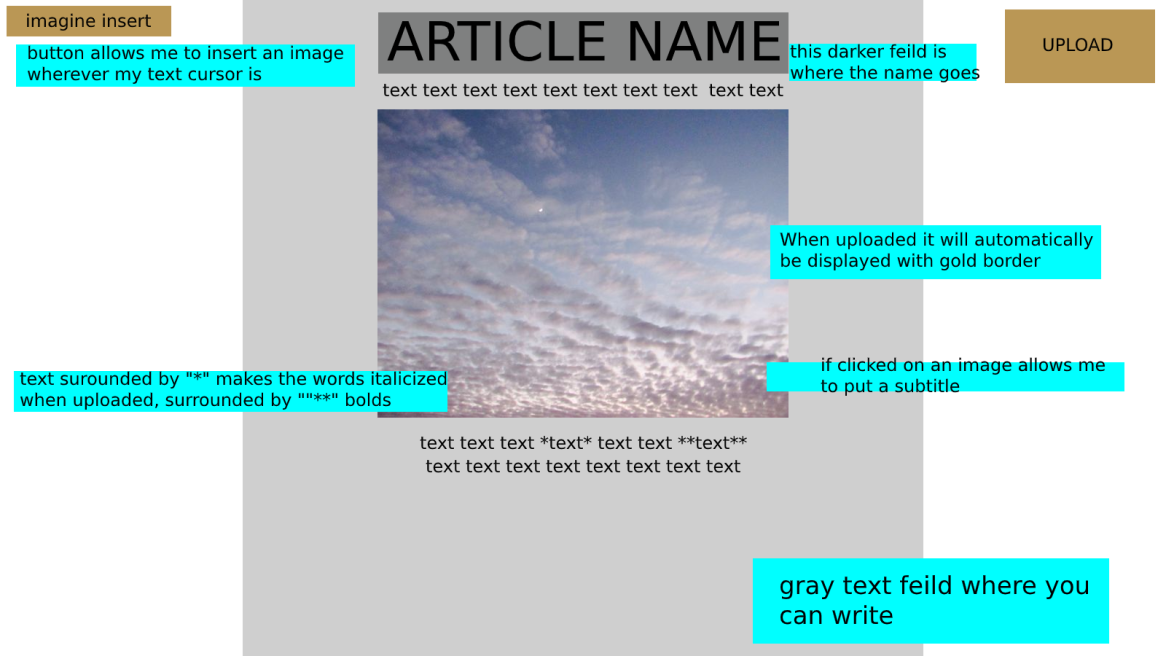 imagine insert
button allows me to insert an image
wherever my text cursor is
ARTICLE NAME
this darker feild is
where the name goes
UPLOAD
text text text text text text text text  text text
When uploaded it will automatically
be displayed with gold border
if clicked on an image allows me
to put a subtitle
text surounded by "*" makes the words italicized
when uploaded, surrounded by ""**" bolds
text text text *text* text text **text**
text text text text text text text text
gray text feild where you
can write